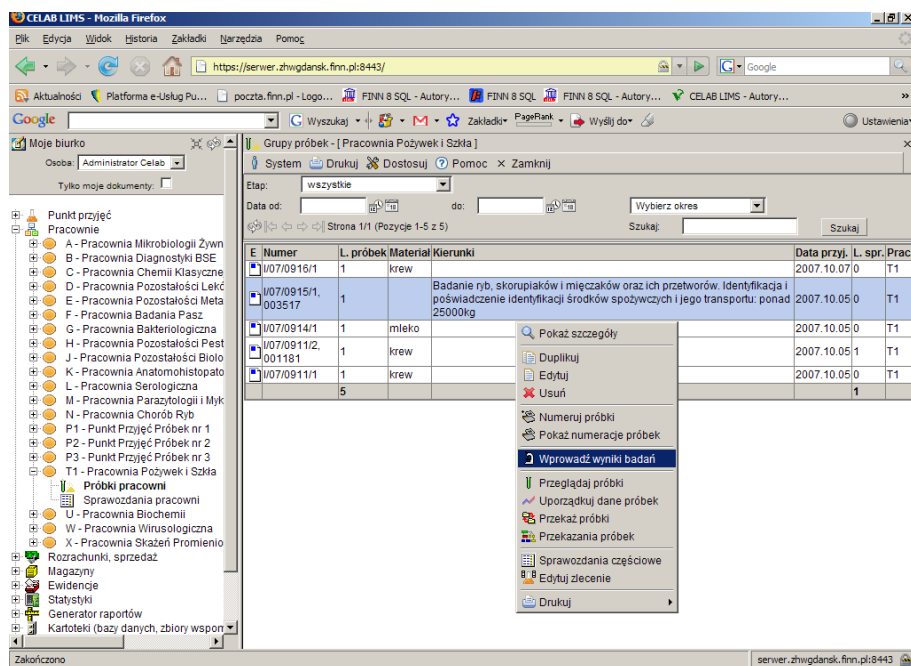 CELAB LIMS - Mozilla Firefox
Plik Edycja Widok Historia Zakładki Narzędzia Pomoc
https://serwer.zhwgdansk.finn.pl:8443/ Google
Aktualności Platforma e-Usług Pu... poczta.finn.pl - Logo... FINN 8 SQL - Autory... FINN 8 SQL FINN 8 SQL - Autory... CELAB LIMS - Autory... »
Google Wyszukaj Zakładki PageRank Wyślij do Ustawienia
Moje biurko
Osoba: Administrator Celab
Tylko moje dokumenty:
Punkt przyjęć
Pracownie
A - Pracownia Mikrobiologii Żywn
B - Pracownia Diagnostyki BSE
C - Pracownia Chemii Klasyczne
D - Pracownia Pozostałości Lekó
E - Pracownia Pozostałości Meta
F - Pracownia Badania Pasz
G - Pracownia Bakteriologiczna
H - Pracownia Pozostałości Pest
J - Pracownia Pozostałości Biolo
K - Pracownia Anatomohistopato
L - Pracownia Serologiczna
M - Pracownia Parazytologii i Myk
N - Pracownia Chorób Ryb
P1 - Punkt Przyjęć Próbek nr 1
P2 - Punkt Przyjęć Próbek nr 2
P3 - Punkt Przyjęć Próbek nr 3
T1 - Pracownia Pożywek i Szkła
Próbki pracowni
Sprawozdania pracowni
U - Pracownia Biochemii
W - Pracownia Wirusologiczna
X - Pracownia Skażeń Promienio
Rozrachunki, sprzedaż
Magazyny
Ewidencje
Statystyki
Generator raportów
Kartoteki (bazy danych, zbiory wspom
Grupy próbek - [ Pracownia Pożywek i Szkła ] x
System Drukuj Dostosuj Pomoc × Zamknij
Etap: wszystkie
Data od: do: Wybierz okres
Strona 1/1 (Pozycje 1-5 z 5) Szukaj: Szukaj
E Numer L. próbek Materiał Kierunki Data przyj. L. spr. Prac
I/07/0916/1 1 krew 2007.10.07 0 T1
I/07/0915/1, 003517 1 Badanie ryb, skorupiaków i mięczaków oraz ich przetworów. Identyfikacja i poświadczenie identyfikacji środków spożywczych i jego transportu: ponad 25000kg 2007.10.05 0 T1
I/07/0914/1 1 mleko 2007.10.05 0 T1
I/07/0911/2, 001181 1 krew 2007.10.05 1 T1
I/07/0911/1 1 krew 2007.10.05 0 T1
5 1
Pokaż szczegóły
Duplikuj
Edytuj
Usuń
Numeruj próbki
Pokaż numeracje próbek
Wprowadź wyniki badań
Przeglądaj próbki
Uporządkuj dane próbek
Przekaż próbki
Przekazania próbek
Sprawozdania częściowe
Edytuj zlecenie
Drukuj
Zakończono serwer.zhwgdansk.finn.pl:8443